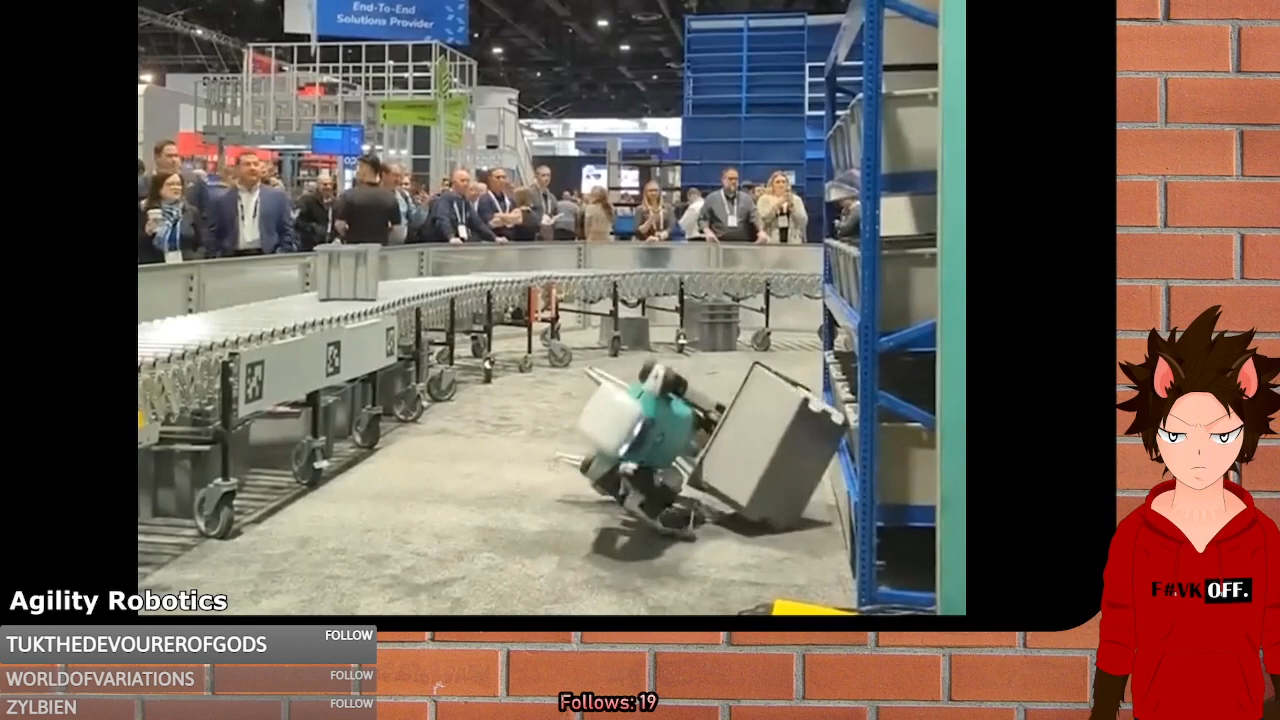 End-To-End
Solutions Provider
Agility Robotics
TUKTHEDEVOUREROFGODS
FOLLOW
WORLDOFVARIATIONS
FOLLOW
ZYLBIEN
FOLLOW
Follows: 19
F#VK OFF.